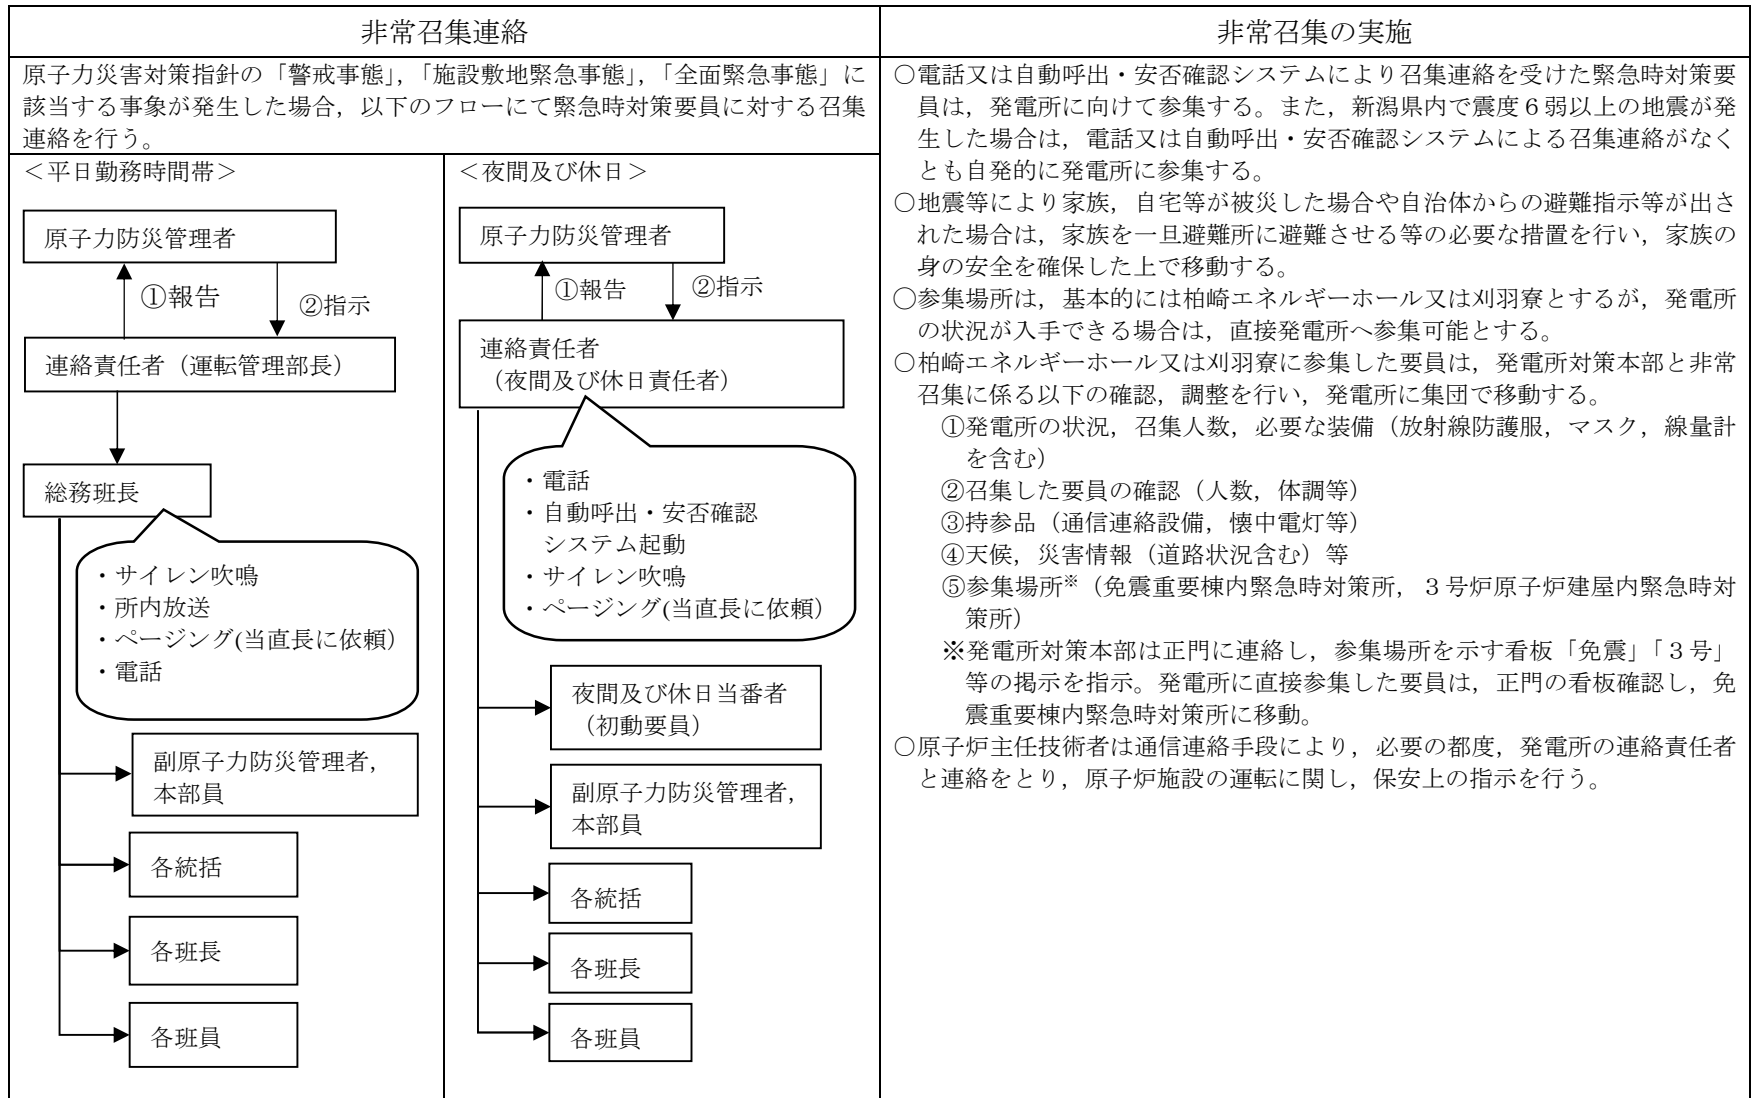 非常召集連絡
原子力災害対策指針の「警戒事態」，「施設敷地緊急事態」，「全面緊急事態」に
該当する事象が発生した場合，以下のフローにて緊急時対策要員に対する召集
連絡を行う。
＜平日勤務時間帯＞
原子力防災管理者
①報告
②指示
連絡責任者（運転管理部長）
総務班長
・サイレン吹鳴
・所内放送
・ページング(当直長に依頼）
・電話
副原子力防災管理者，
本部員
各統括
各班長
各班員
＜夜間及び休日＞
原子力防災管理者
①報告
②指示
連絡責任者
（夜間及び休日責任者）
・電話
・自動呼出・安否確認
システム起動
・サイレン吹鳴
・ページング(当直長に依頼）
夜間及び休日当番者
（初動要員）
副原子力防災管理者，
本部員
各統括
各班長
各班員
非常召集の実施
○電話又は自動呼出・安否確認システムにより召集連絡を受けた緊急時対策要
員は，発電所に向けて参集する。また，新潟県内で震度６弱以上の地震が発
生した場合は，電話又は自動呼出・安否確認システムによる召集連絡がなく
とも自発的に発電所に参集する。
○地震等により家族，自宅等が被災した場合や自治体からの避難指示等が出さ
れた場合は，家族を一旦避難所に避難させる等の必要な措置を行い，家族の
身の安全を確保した上で移動する。
○参集場所は，基本的には柏崎エネルギーホール又は刈羽寮とするが，発電所
の状況が入手できる場合は，直接発電所へ参集可能とする。
○柏崎エネルギーホール又は刈羽寮に参集した要員は，発電所対策本部と非常
召集に係る以下の確認，調整を行い，発電所に集団で移動する。
①発電所の状況，召集人数，必要な装備（放射線防護服，マスク，線量計
を含む）
②召集した要員の確認（人数，体調等）
③持参品（通信連絡設備，懐中電灯等）
④天候，災害情報（道路状況含む）等
⑤参集場所※（免震重要棟内緊急時対策所，３号炉原子炉建屋内緊急時対
策所）
※発電所対策本部は正門に連絡し，参集場所を示す看板「免震」「３号」
等の掲示を指示。発電所に直接参集した要員は，正門の看板確認し，免
震重要棟内緊急時対策所に移動。
○原子炉主任技術者は通信連絡手段により，必要の都度，発電所の連絡責任者
と連絡をとり，原子炉施設の運転に関し，保安上の指示を行う。